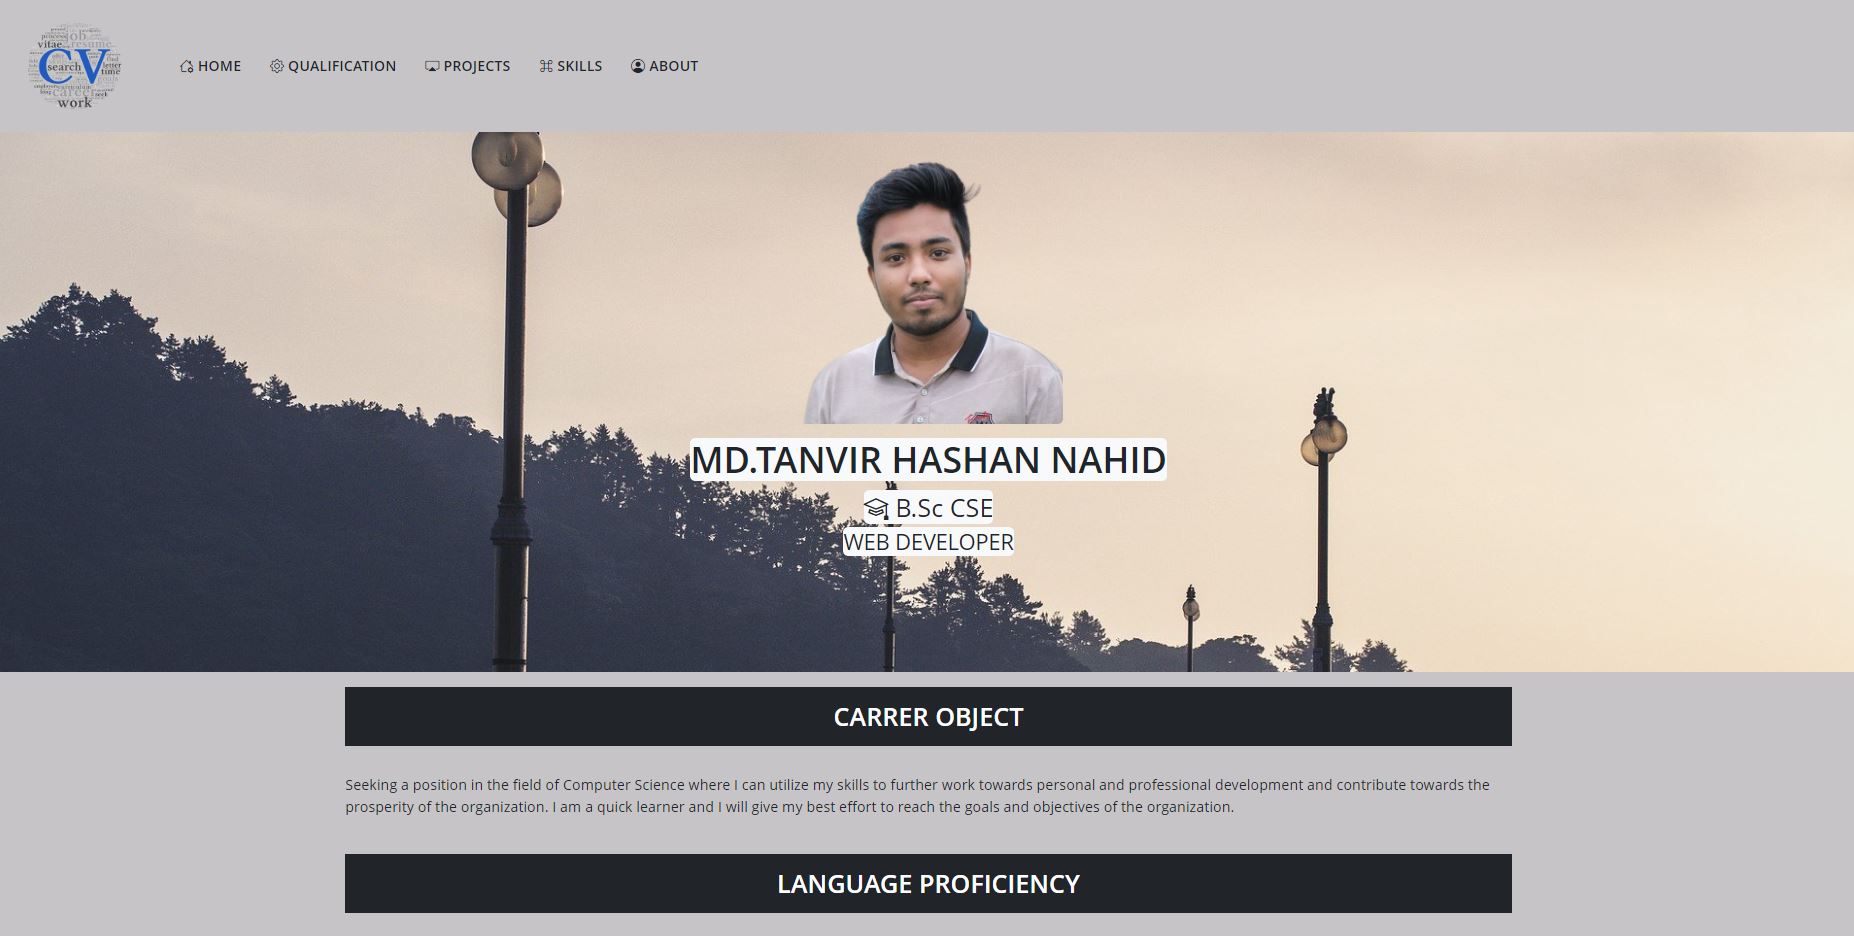 ob
process
vitae resume
CV
search
letter
time
career
seek
work
HOME QUALIFICATION PROJECTS SKILLS ABOUT
MD.TANVIR HASHAN NAHID
B.Sc CSE
WEB DEVELOPER
CARRER OBJECT
Seeking a position in the field of Computer Science where I can utilize my skills to further work towards personal and professional development and contribute towards the
prosperity of the organization. I am a quick learner and I will give my best effort to reach the goals and objectives of the organization.
LANGUAGE PROFICIENCY